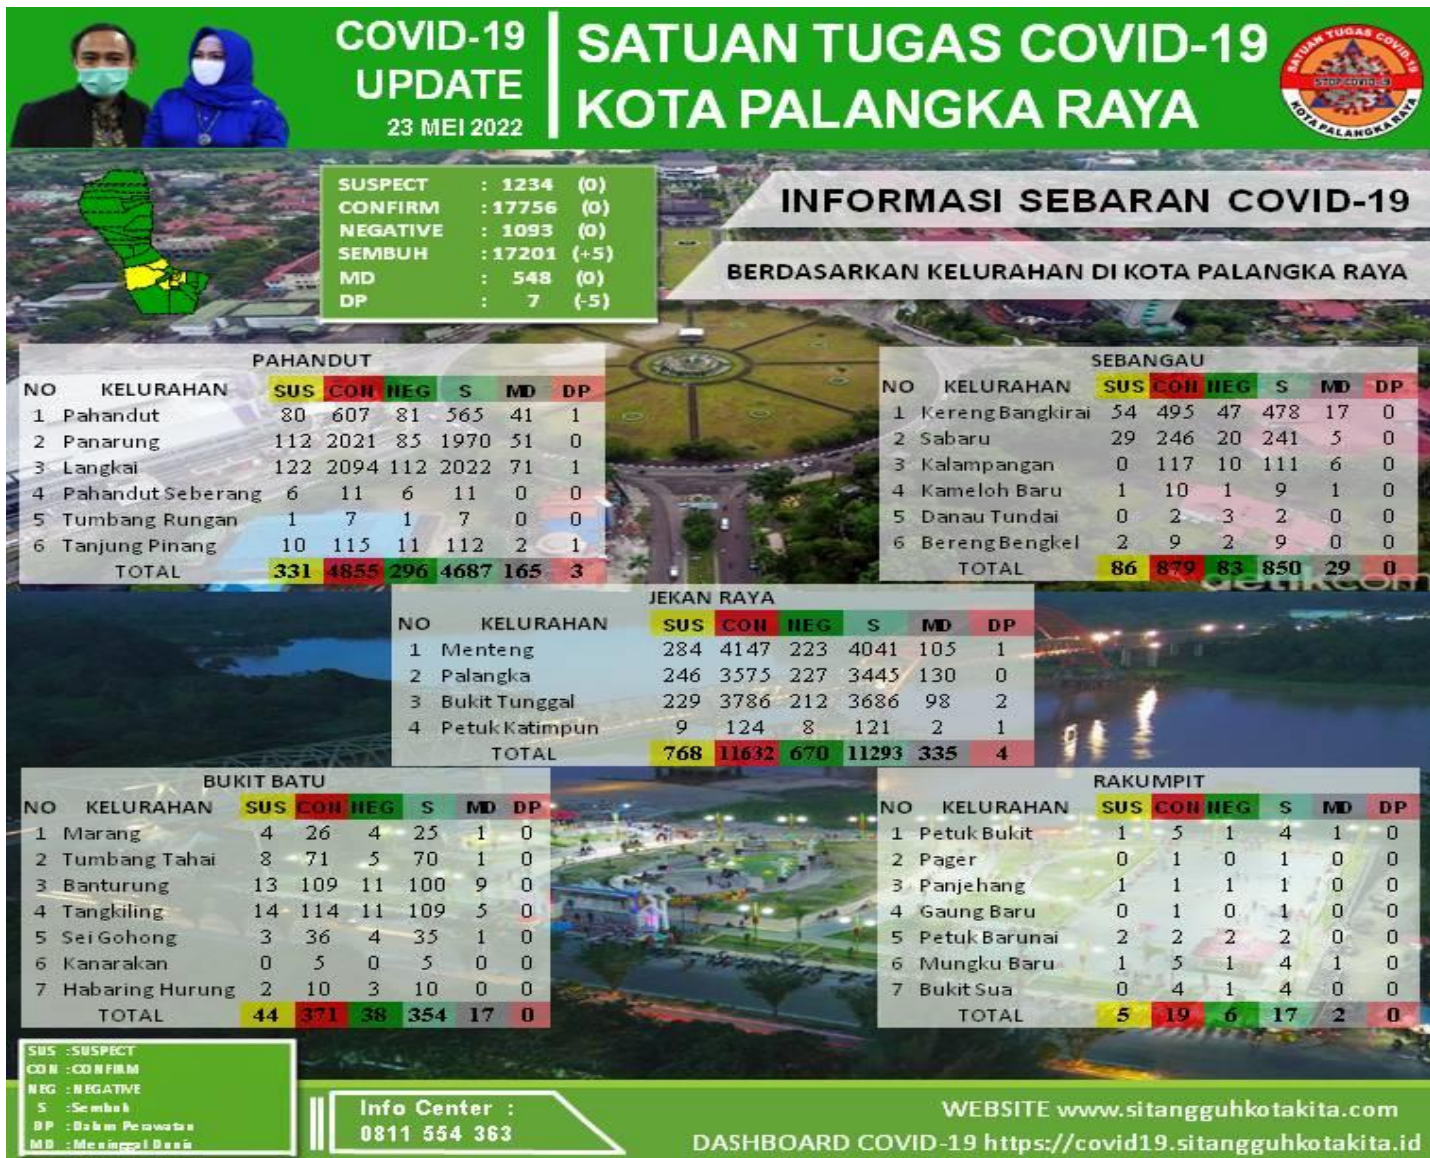 COVID-19
UPDATE
23 MEI 2022
SATUAN TUGAS COVID-19
KOTA PALANGKA RAYA
SATUAN TUGAS COVID-19
STOP COVID-19
KOTA PALANGKA RAYA
SUSPECT : 1234 (0)
CONFIRM : 17756 (0)
NEGATIVE : 1093 (0)
SEMBUH : 17201 (+5)
MD : 548 (0)
DP : 7 (-5)
INFORMASI SEBARAN COVID-19
BERDASARKAN KELURAHAN DI KOTA PALANGKA RAYA
PAHANDUT
NO KELURAHAN SUS CON NEG S MD DP
1 Pahandut 80 607 81 565 41 1
2 Panarung 112 2021 85 1970 51 0
3 Langkai 122 2094 112 2022 71 1
4 Pahandut Seberang 6 11 6 11 0 0
5 Tumbang Rungan 1 7 1 7 0 0
6 Tanjung Pinang 10 115 11 112 2 1
TOTAL 331 4855 296 4687 165 3
SEBANGAU
NO KELURAHAN SUS CON NEG S MD DP
1 Kereng Bangkirai 54 495 47 478 17 0
2 Sabaru 29 246 20 241 5 0
3 Kalampangan 0 117 10 111 6 0
4 Kameloh Baru 1 10 1 9 1 0
5 Danau Tundai 0 2 3 2 0 0
6 Bereng Bengkel 2 9 2 9 0 0
TOTAL 86 879 83 850 29 0
detikcom
JEKAN RAYA
NO KELURAHAN SUS CON NEG S MD DP
1 Menteng 284 4147 223 4041 105 1
2 Palangka 246 3575 227 3445 130 0
3 Bukit Tunggal 229 3786 212 3686 98 2
4 Petuk Katimpun 9 124 8 121 2 1
TOTAL 768 11632 670 11293 335 4
BUKIT BATU
NO KELURAHAN SUS CON NEG S MD DP
1 Marang 4 26 4 25 1 0
2 Tumbang Tahai 8 71 5 70 1 0
3 Banturung 13 109 11 100 9 0
4 Tangkiling 14 114 11 109 5 0
5 Sei Gohong 3 36 4 35 1 0
6 Kanarakan 0 5 0 5 0 0
7 Habaring Hurung 2 10 3 10 0 0
TOTAL 44 371 38 354 17 0
RAKUMPIT
NO KELURAHAN SUS CON NEG S MD DP
1 Petuk Bukit 1 5 1 4 1 0
2 Pager 0 1 0 1 0 0
3 Panjehang 1 1 1 1 0 0
4 Gaung Baru 0 1 0 1 0 0
5 Petuk Barunai 2 2 2 2 0 0
6 Mungku Baru 1 5 1 4 1 0
7 Bukit Sua 0 4 1 4 0 0
TOTAL 5 19 6 17 2 0
SUS :SUSPECT
CON :CONFIRM
NEG :NEGATIVE
S :Sembuh
DP :Dalam Perawatan
MD :Meninggal Dunia
Info Center :
0811 554 363
WEBSITE www.sitangguhkotakita.com
DASHBOARD COVID-19 https://covid19.sitangguhkotakita.id